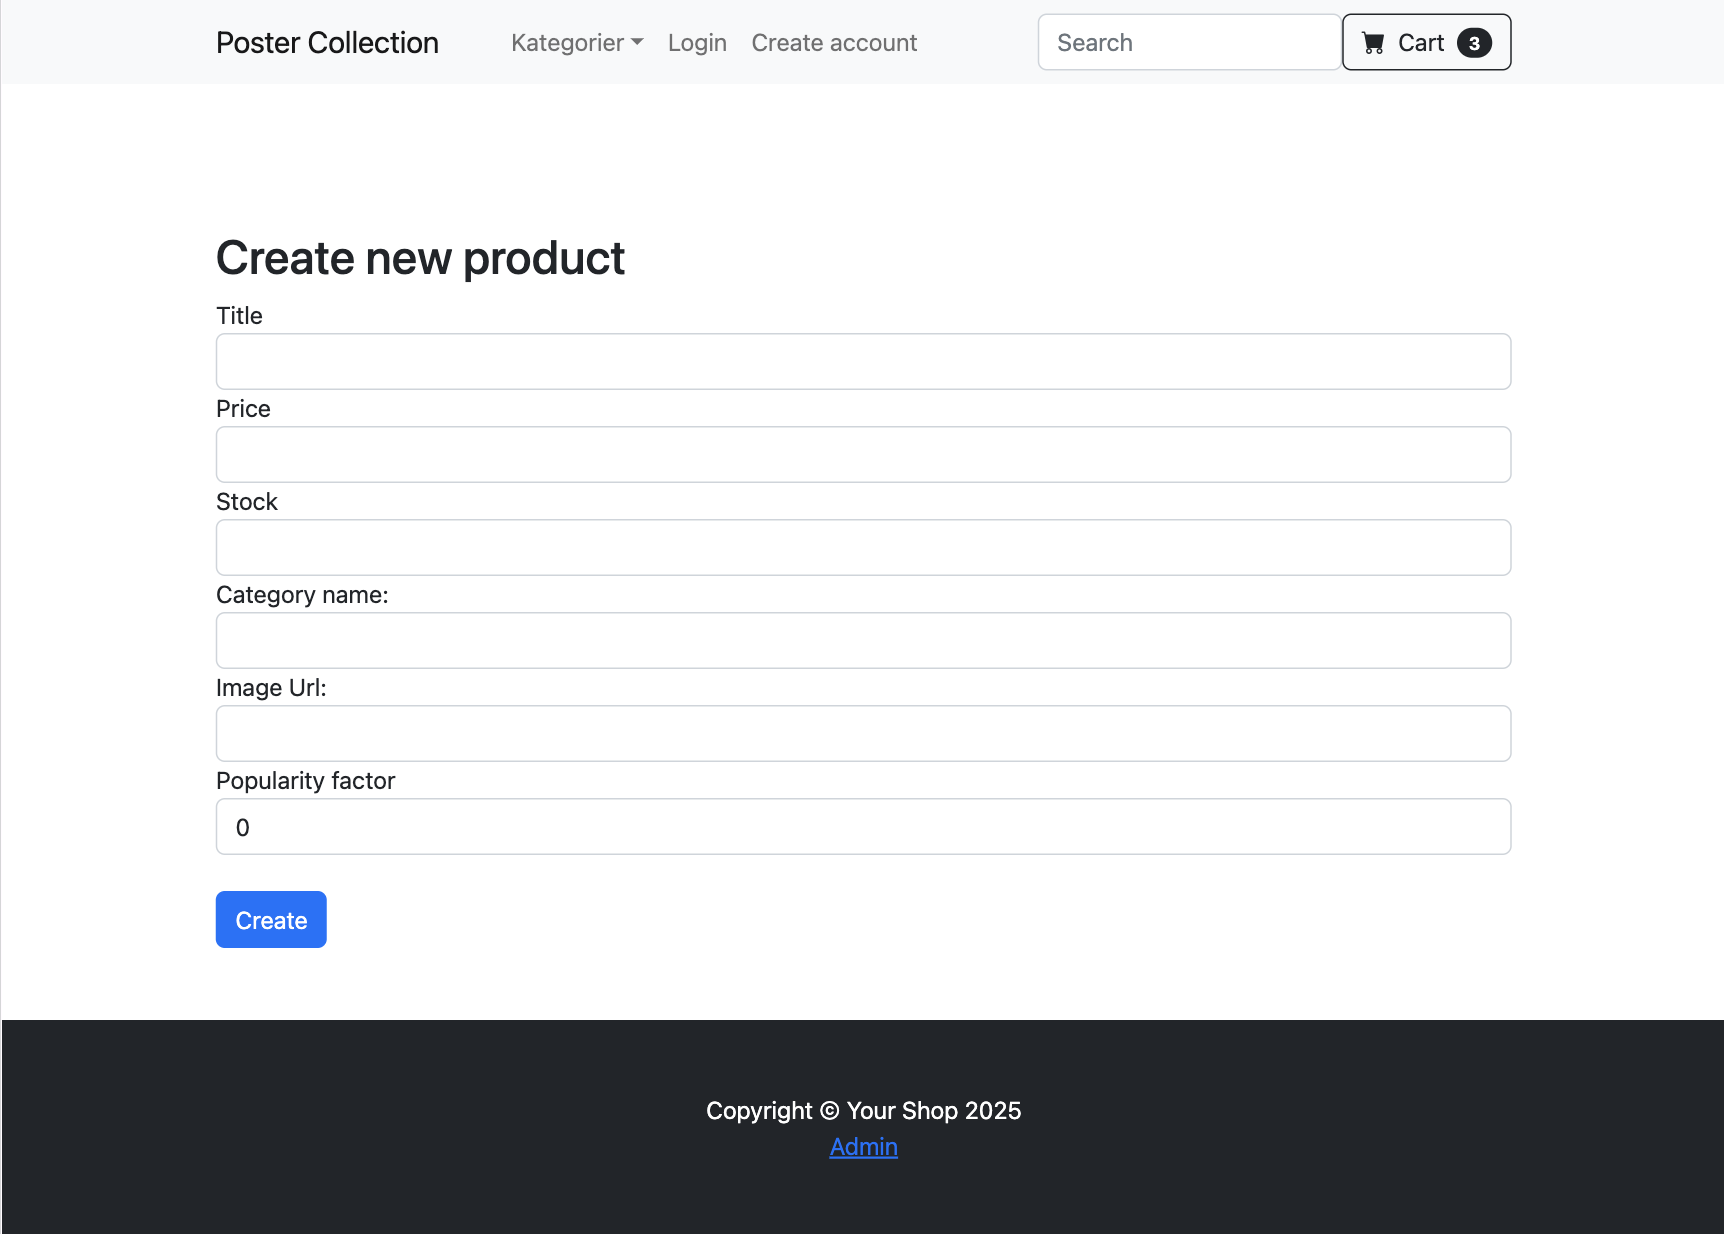 Poster Collection Kategorier Login Create account Search Cart 3
Create new product
Title
Price
Stock
Category name:
Image Url:
Popularity factor
0
Create
Copyright © Your Shop 2025
Admin